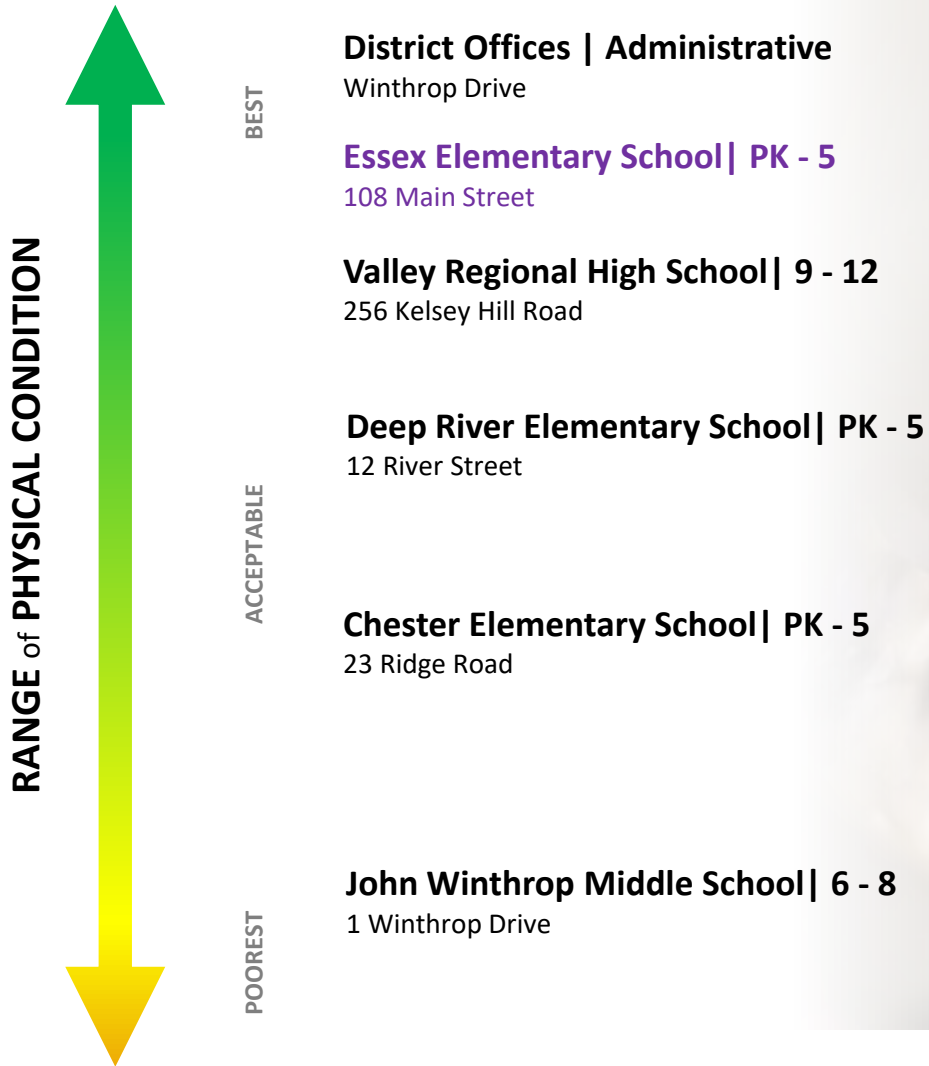 RANGE of PHYSICAL CONDITION
BEST
District Offices | Administrative
Winthrop Drive
Essex Elementary School| PK - 5
108 Main Street
Valley Regional High School| 9 - 12
256 Kelsey Hill Road
ACCEPTABLE
Deep River Elementary School| PK - 5
12 River Street
Chester Elementary School| PK - 5
23 Ridge Road
POOREST
John Winthrop Middle School| 6 - 8
1 Winthrop Drive